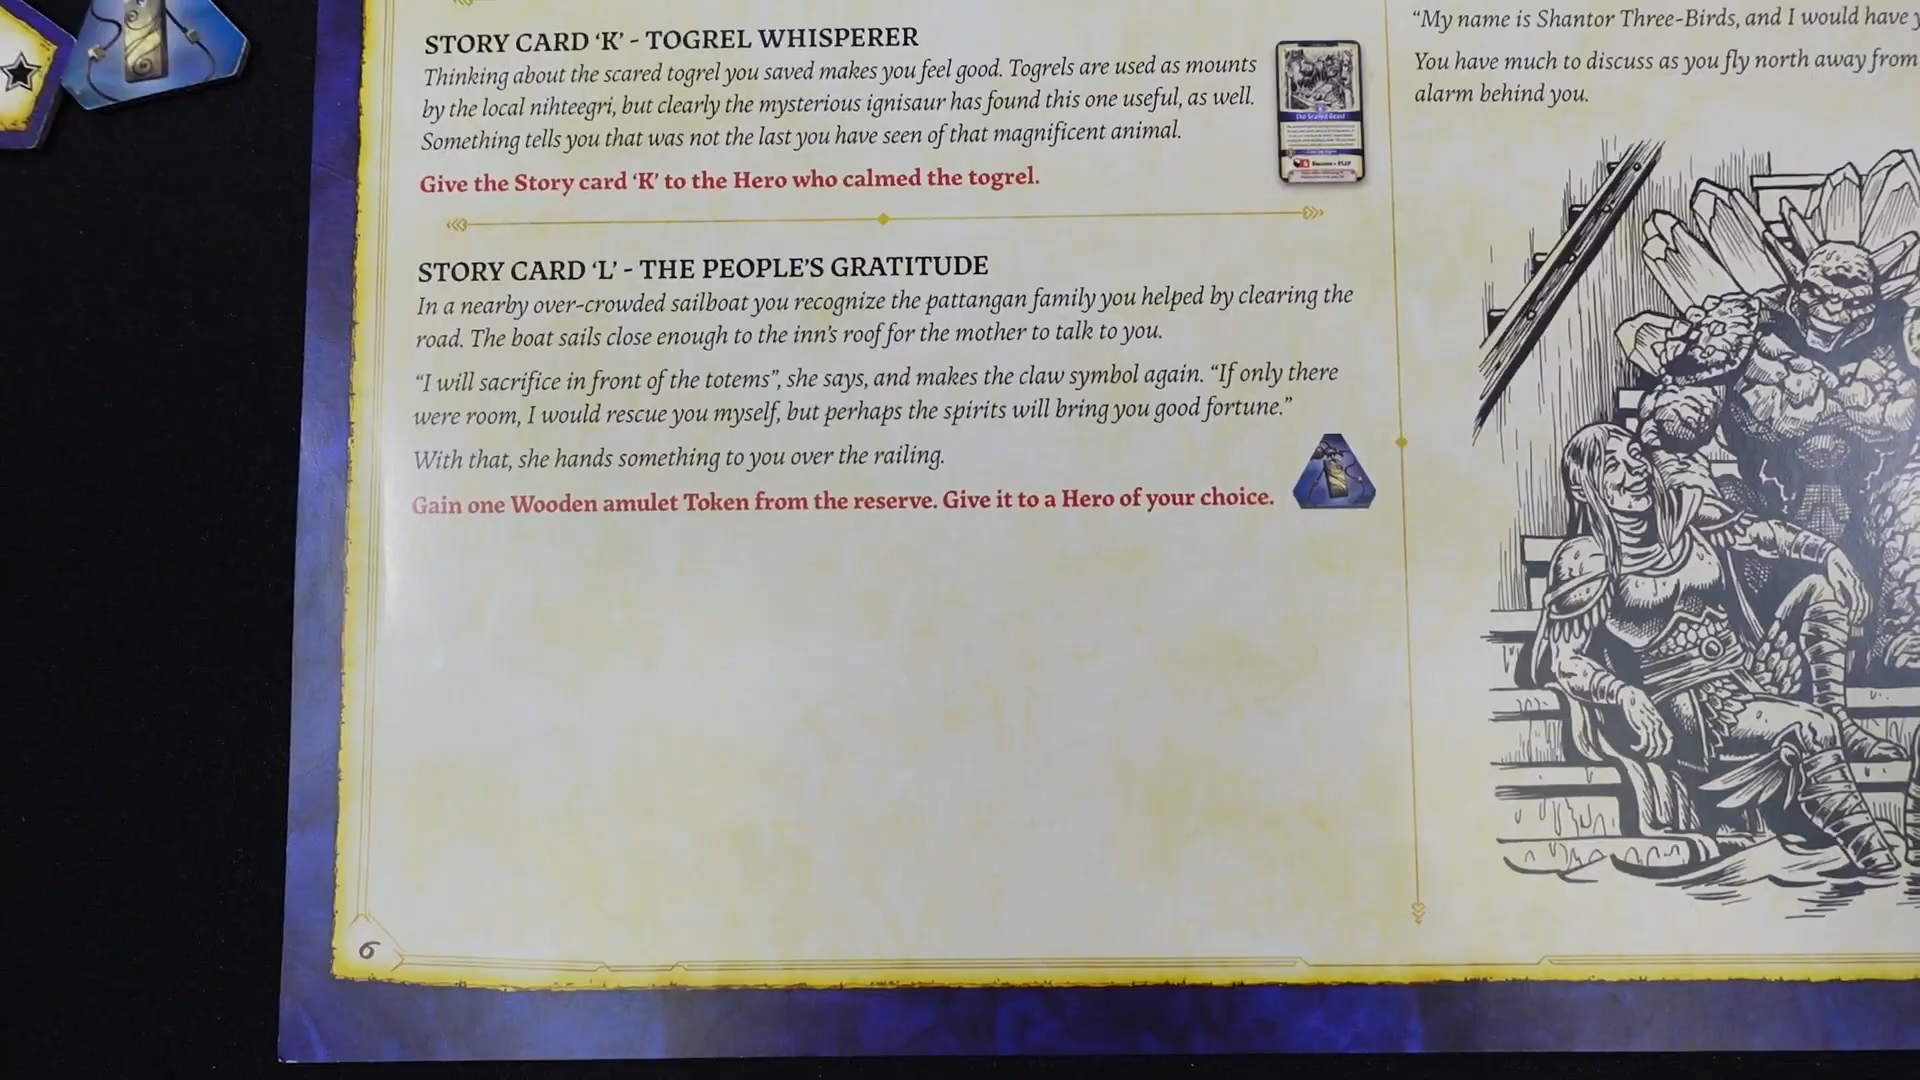 STORY CARD ‘K’ - TOGREL WHISPERER
Thinking about the scared togrel you saved makes you feel good. Togrels are used as mounts
by the local nihteegri, but clearly the mysterious ignisaur has found this one useful, as well.
Something tells you that was not the last you have seen of that magnificent animal.
Give the Story card ‘K’ to the Hero who calmed the togrel.
STORY CARD ‘L’ - THE PEOPLE’S GRATITUDE
In a nearby over-crowded sailboat you recognize the pattangan family you helped by clearing the
road. The boat sails close enough to the inn’s roof for the mother to talk to you.
“I will sacrifice in front of the totems”, she says, and makes the claw symbol again. “If only there
were room, I would rescue you myself, but perhaps the spirits will bring you good fortune.”
With that, she hands something to you over the railing.
Gain one Wooden amulet Token from the reserve. Give it to a Hero of your choice.
6
The Scared Beast
“My name is Shantor Three-Birds, and I would have
You have much to discuss as you fly north away from
alarm behind you.